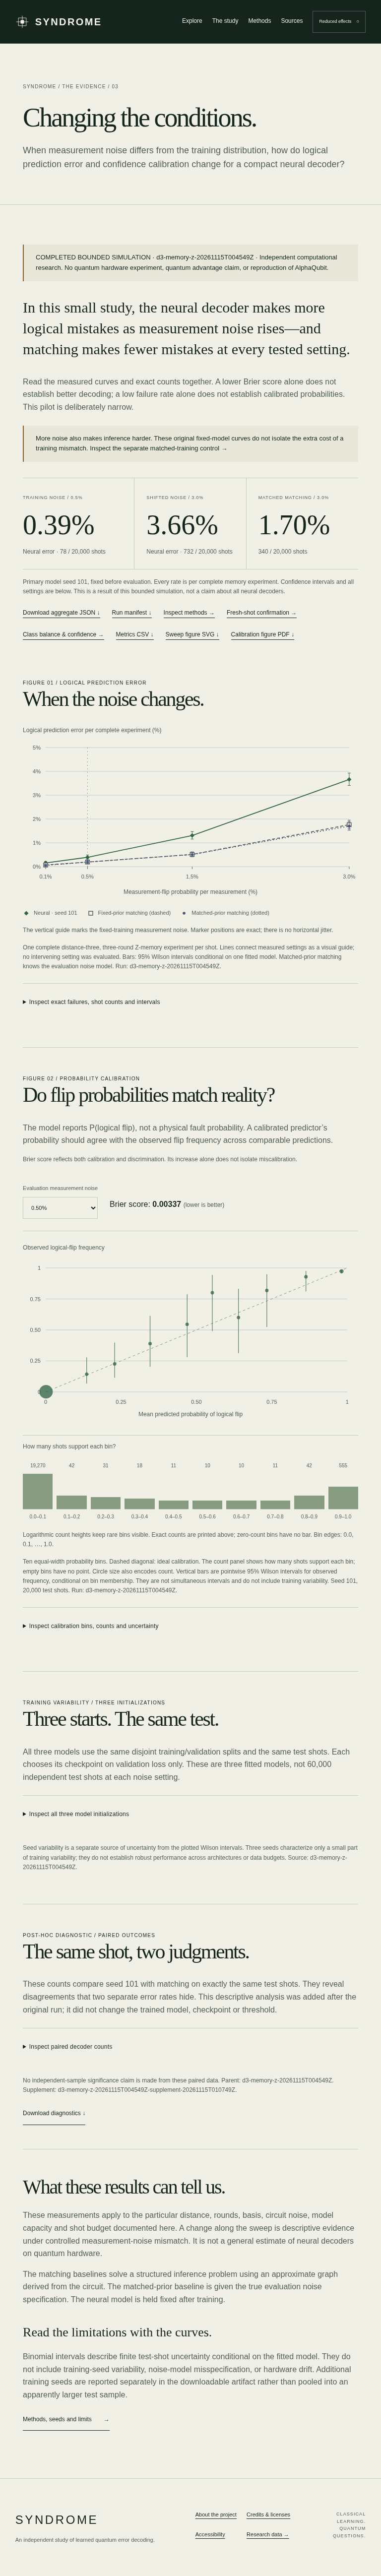 SYNDROME
Explore The study Methods Sources Reduced effects
SYNDROME / THE EVIDENCE / 03
Changing the conditions.
When measurement noise differs from the training distribution, how do logical
prediction error and confidence calibration change for a compact neural decoder?
COMPLETED BOUNDED SIMULATION · d3-memory-z-20261115T004549Z · Independent computational
research. No quantum hardware experiment, quantum advantage claim, or reproduction of AlphaQubit.
In this small study, the neural decoder makes more
logical mistakes as measurement noise rises—and
matching makes fewer mistakes at every tested setting.
Read the measured curves and exact counts together. A lower Brier score alone does not
establish better decoding; a low failure rate alone does not establish calibrated probabilities.
This pilot is deliberately narrow.
More noise also makes inference harder. These original fixed-model curves do not isolate the extra cost of a
training mismatch. Inspect the separate matched-training control →
TRAINING NOISE / 0.5%
0.39%
Neural error · 78 / 20,000 shots
SHIFTED NOISE / 3.0%
3.66%
Neural error · 732 / 20,000 shots
MATCHED MATCHING / 3.0%
1.70%
340 / 20,000 shots
Primary model seed 101, fixed before evaluation. Every rate is per complete memory experiment. Confidence intervals and all
settings are below. This is a result of this bounded simulation, not a claim about all neural decoders.
Download aggregate JSON ↓ Run manifest ↓ Inspect methods → Fresh-shot confirmation →
Class balance & confidence → Metrics CSV ↓ Sweep figure SVG ↓ Calibration figure PDF ↓
FIGURE 01 / LOGICAL PREDICTION ERROR
When the noise changes.
Logical prediction error per complete experiment (%)
5%
4%
3%
2%
1%
0%
0.1% 0.5% 1.5% 3.0%
Measurement-flip probability per measurement (%)
Neural · seed 101 Fixed-prior matching (dashed) Matched-prior matching (dotted)
The vertical guide marks the fixed-training measurement noise. Marker positions are exact; there is no horizontal jitter.
One complete distance-three, three-round Z-memory experiment per shot. Lines connect measured settings as a visual guide;
no intervening setting was evaluated. Bars: 95% Wilson intervals conditional on one fitted model. Matched-prior matching
knows the evaluation noise model. Run: d3-memory-z-20261115T004549Z.
Inspect exact failures, shot counts and intervals
FIGURE 02 / PROBABILITY CALIBRATION
Do flip probabilities match reality?
The model reports P(logical flip), not a physical fault probability. A calibrated predictor's
probability should agree with the observed flip frequency across comparable predictions.
Brier score reflects both calibration and discrimination. Its increase alone does not isolate miscalibration.
Evaluation measurement noise
0.50%
Brier score: 0.00337 (lower is better)
Observed logical-flip frequency
1
0.75
0.50
0.25
0 0.25 0.50 0.75 1
Mean predicted probability of logical flip
How many shots support each bin?
19,270 42 31 18 11 10 10 11 42 555
0.0–0.1 0.1–0.2 0.2–0.3 0.3–0.4 0.4–0.5 0.5–0.6 0.6–0.7 0.7–0.8 0.8–0.9 0.9–1.0
Logarithmic count heights keep rare bins visible. Exact counts are printed above; zero-count bins have no bar. Bin edges: 0.0,
0.1, …, 1.0.
Ten equal-width probability bins. Dashed diagonal: ideal calibration. The count panel shows how many shots support each bin;
empty bins have no point. Circle size also encodes count. Vertical bars are pointwise 95% Wilson intervals for observed
frequency, conditional on bin membership. They are not simultaneous intervals and do not include training variability. Seed 101,
20,000 test shots. Run: d3-memory-z-20261115T004549Z.
Inspect calibration bins, counts and uncertainty
TRAINING VARIABILITY / THREE INITIALIZATIONS
Three starts. The same test.
All three models use the same disjoint training/validation splits and the same test shots. Each
chooses its checkpoint on validation loss only. These are three fitted models, not 60,000
independent test shots at each noise setting.
Inspect all three model initializations
Seed variability is a separate source of uncertainty from the plotted Wilson intervals. Three seeds characterize only a small part
of training variability; they do not establish robust performance across architectures or data budgets. Source: d3-memory-z-
20261115T004549Z.
POST-HOC DIAGNOSTIC / PAIRED OUTCOMES
The same shot, two judgments.
These counts compare seed 101 with matching on exactly the same test shots. They reveal
disagreements that two separate error rates hide. This descriptive analysis was added after the
original run; it did not change the trained model, checkpoint or threshold.
Inspect paired decoder counts
No independent-sample significance claim is made from these paired data. Parent: d3-memory-z-20261115T004549Z.
Supplement: d3-memory-z-20261115T004549Z-supplement-20261115T010749Z.
Download diagnostics ↓
What these results can tell us.
These measurements apply to the particular distance, rounds, basis, circuit noise, model
capacity and shot budget documented here. A change along the sweep is descriptive evidence
under controlled measurement-noise mismatch. It is not a general estimate of neural decoders
on quantum hardware.
The matching baselines solve a structured inference problem using an approximate graph
derived from the circuit. The matched-prior baseline is given the true evaluation noise
specification. The neural model is held fixed after training.
Read the limitations with the curves.
Binomial intervals describe finite test-shot uncertainty conditional on the fitted model. They do
not include training-seed variability, noise-model misspecification, or hardware drift. Additional
training seeds are reported separately in the downloadable artifact rather than pooled into an
apparently larger test sample.
Methods, seeds and limits →
SYNDROME
An independent study of learned quantum error decoding.
About the project Credits & licenses
Accessibility Research data →
CLASSICAL
LEARNING.
QUANTUM
QUESTIONS.